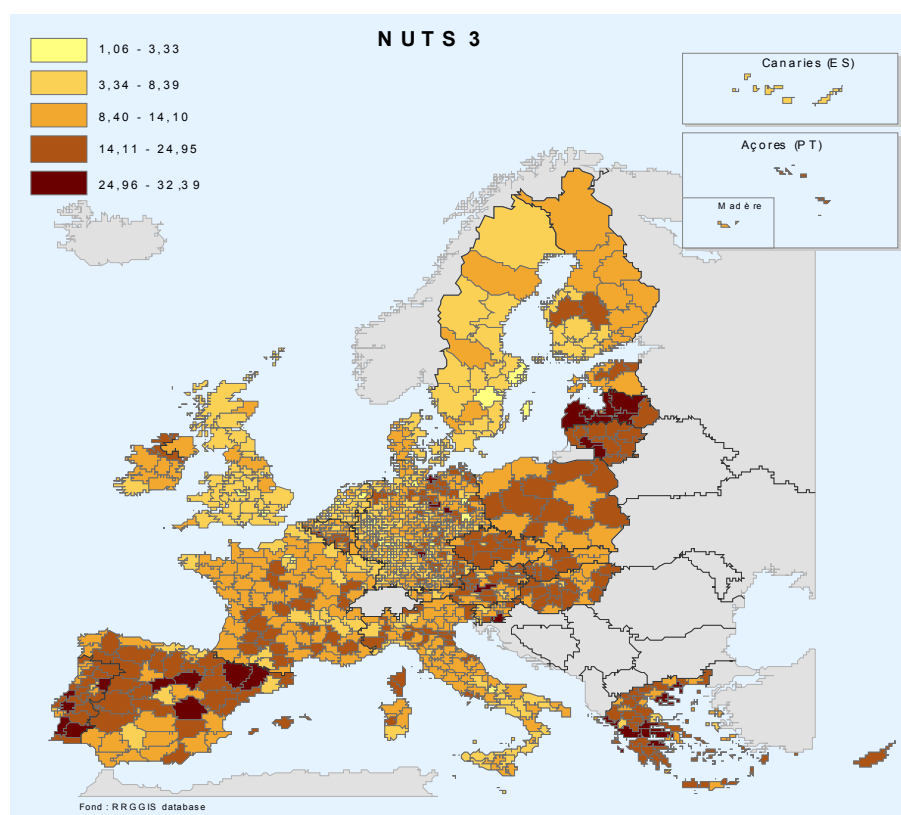 NUTS 3
1,06 - 3,33
3,34 - 8,39
8,40 - 14,10
14,11 - 24,95
24,96 - 32,39
Canaries (ES)
Açores (PT)
Madère
Fond : RRGGIS database